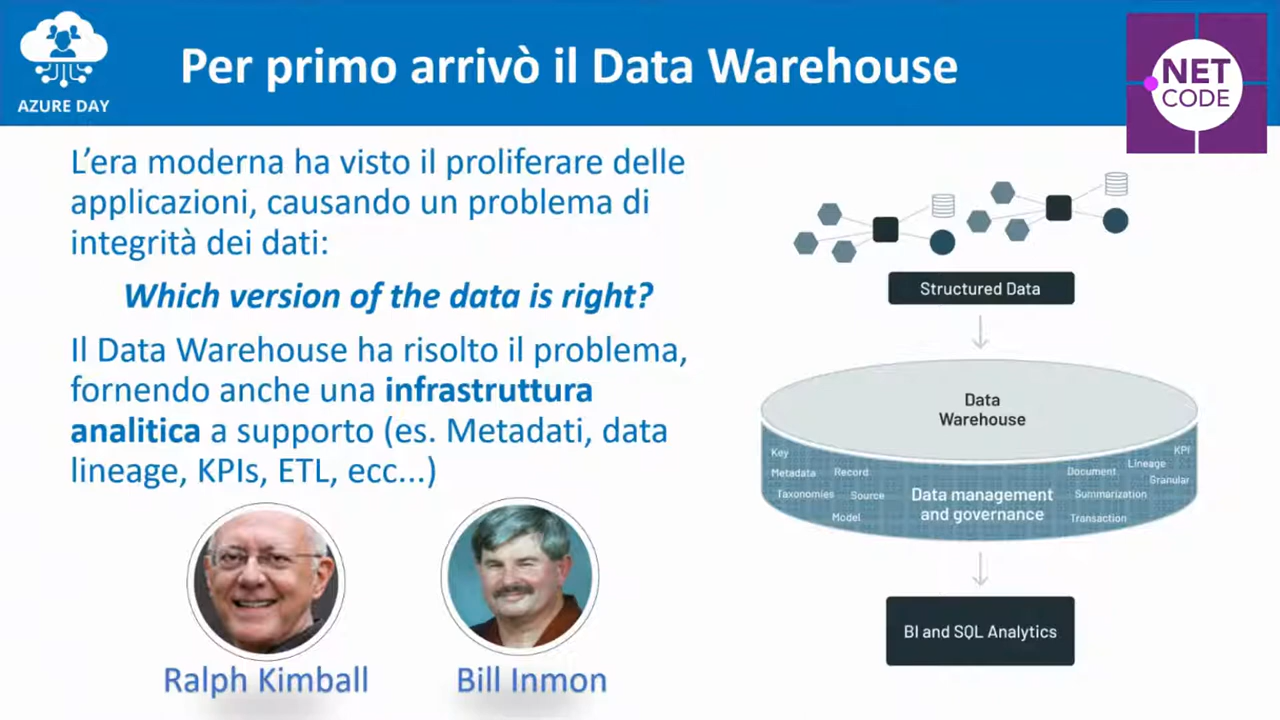 AZURE DAY
Per primo arrivò il Data Warehouse
NET
CODE
L'era moderna ha visto il proliferare delle
applicazioni, causando un problema di
integrità dei dati:
Which version of the data is right?
Il Data Warehouse ha risolto il problema,
fornendo anche una infrastruttura
analitica a supporto (es. Metadati, data
lineage, KPIs, ETL, ecc...)
Ralph Kimball
Bill Inmon
Structured Data
Data
Warehouse
Key
Metadata
Record
Taxonomies
Source
Model
Data management
and governance
KPI
Lineage
Document
Granular
Summarization
Transaction
BI and SQL Analytics